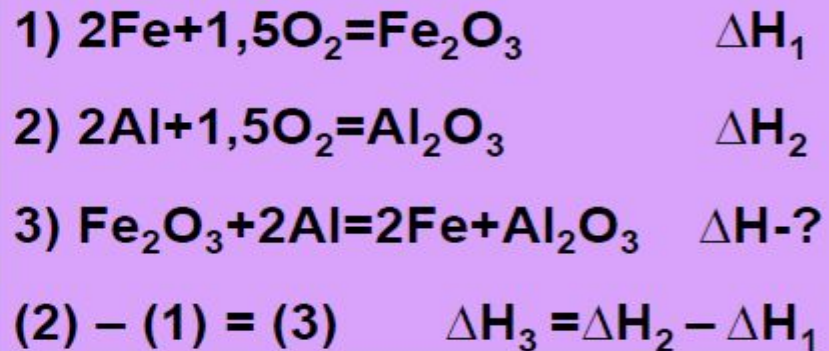 1) 2Fe+1,5O₂=Fe₂O₃ ΔH₁
2) 2Al+1,5O₂=Al₂O₃ ΔH₂
3) Fe₂O₃+2Al=2Fe+Al₂O₃ ΔH-?
(2) – (1) = (3) ΔH₃ =ΔH₂ – ΔH₁